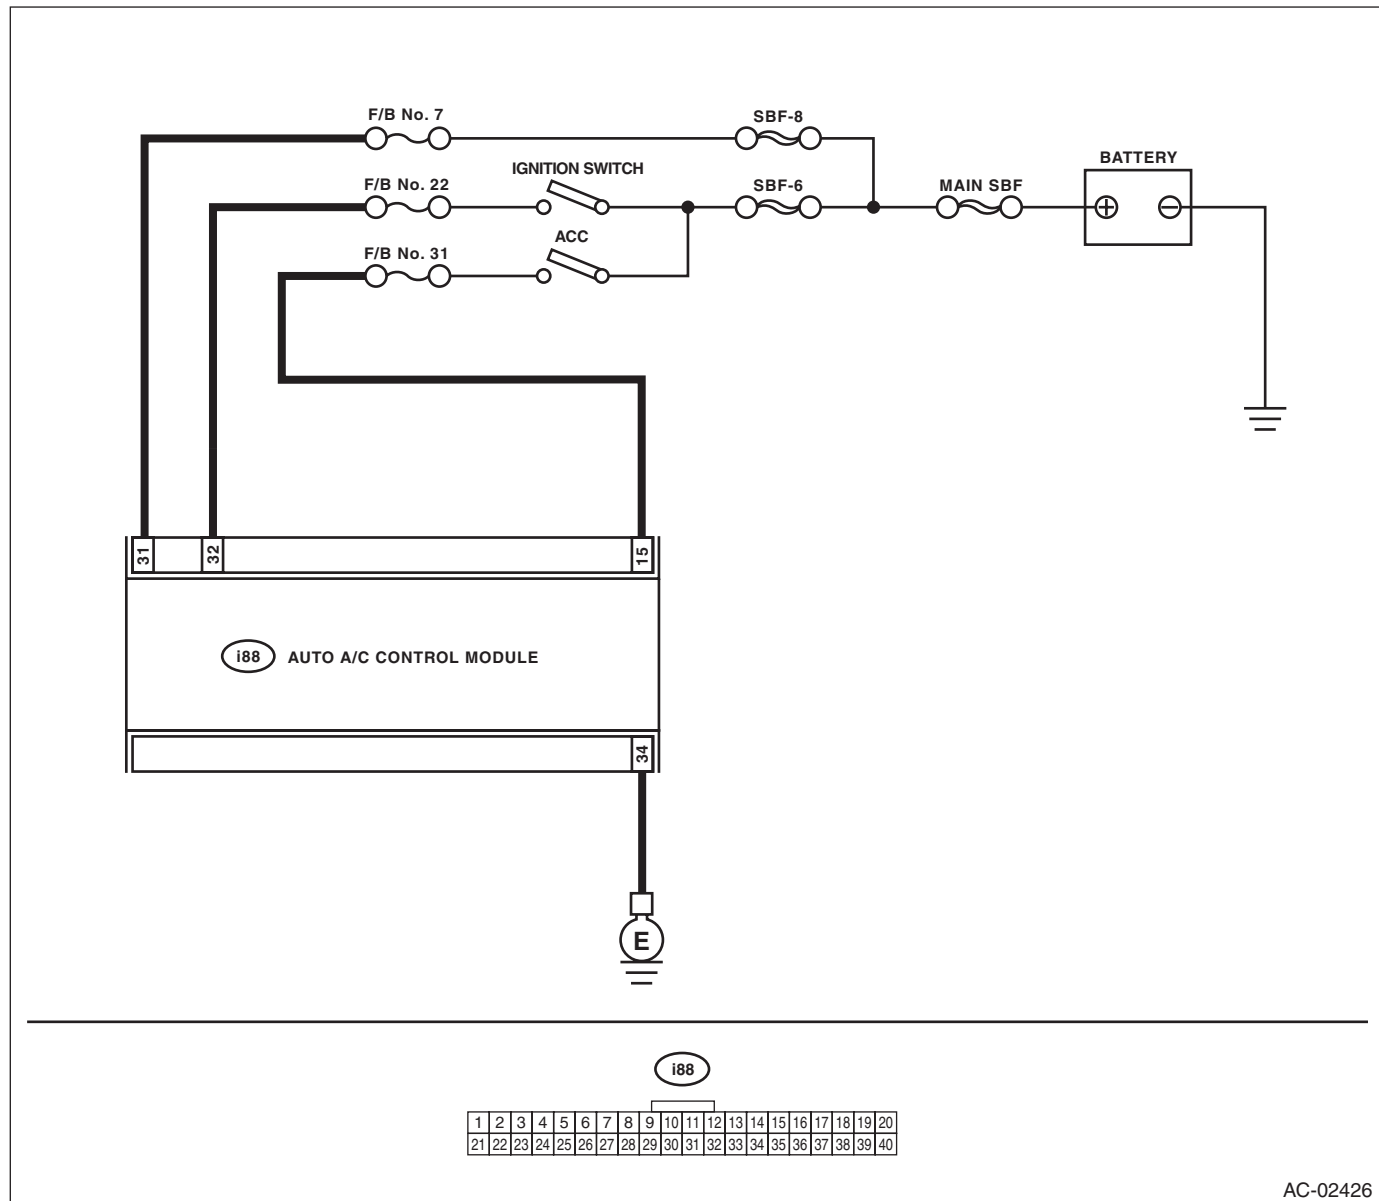 F/B No. 7
SBF-8
IGNITION SWITCH
BATTERY
F/B No. 22
SBF-6
MAIN SBF
+
−
ACC
F/B No. 31
31
32
15
i88 AUTO A/C CONTROL MODULE
34
E
i88
1 2 3 4 5 6 7 8 9 10 11 12 13 14 15 16 17 18 19 20
21 22 23 24 25 26 27 28 29 30 31 32 33 34 35 36 37 38 39 40
AC-02426